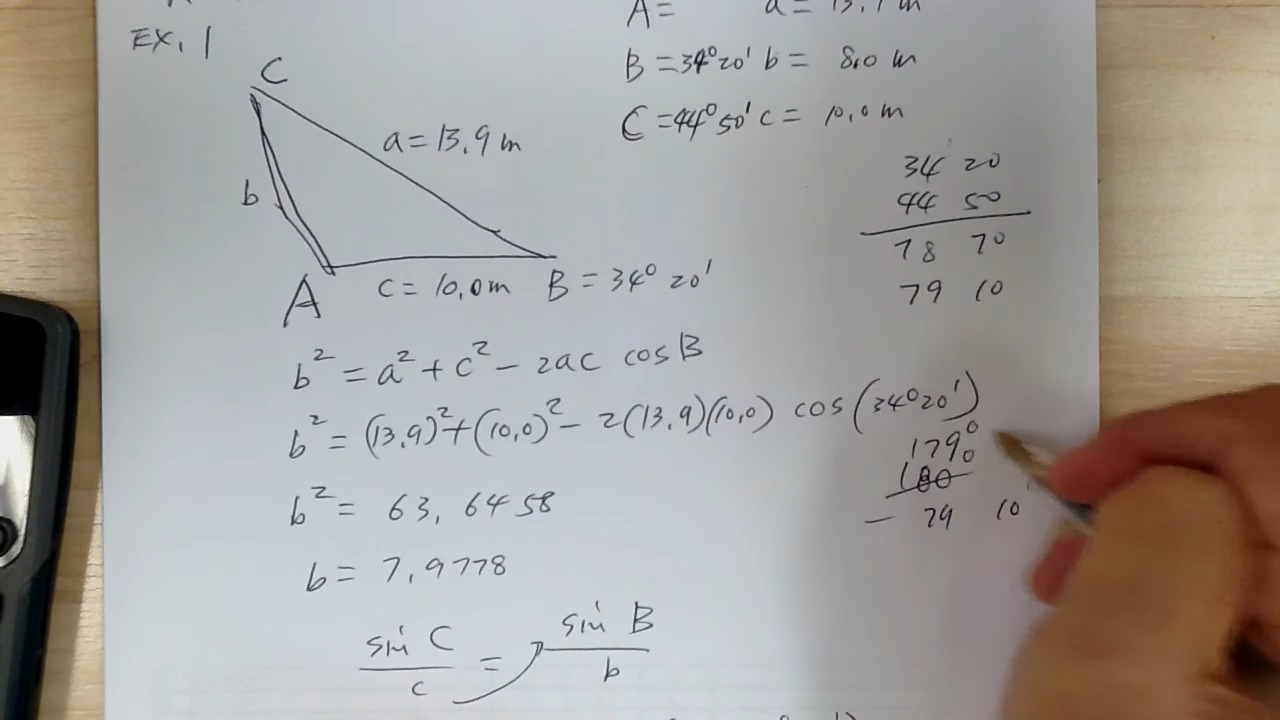 EX. 1
A = a = 13.9 m
B = 34° 20' b = 8.0 m
C = 44° 50' c = 10.0 m
C
a = 13.9 m
b
A
c = 10.0 m B = 34° 20'
34 20
44 50
78 70
79 10
b² = a² + c² - 2ac cos B
b² = (13.9)² + (10.0)² - 2(13.9)(10.0) cos (34° 20')
179°
180°
- 79 10
b² = 63.6458
b = 7.9778
sin C / c = sin B / b